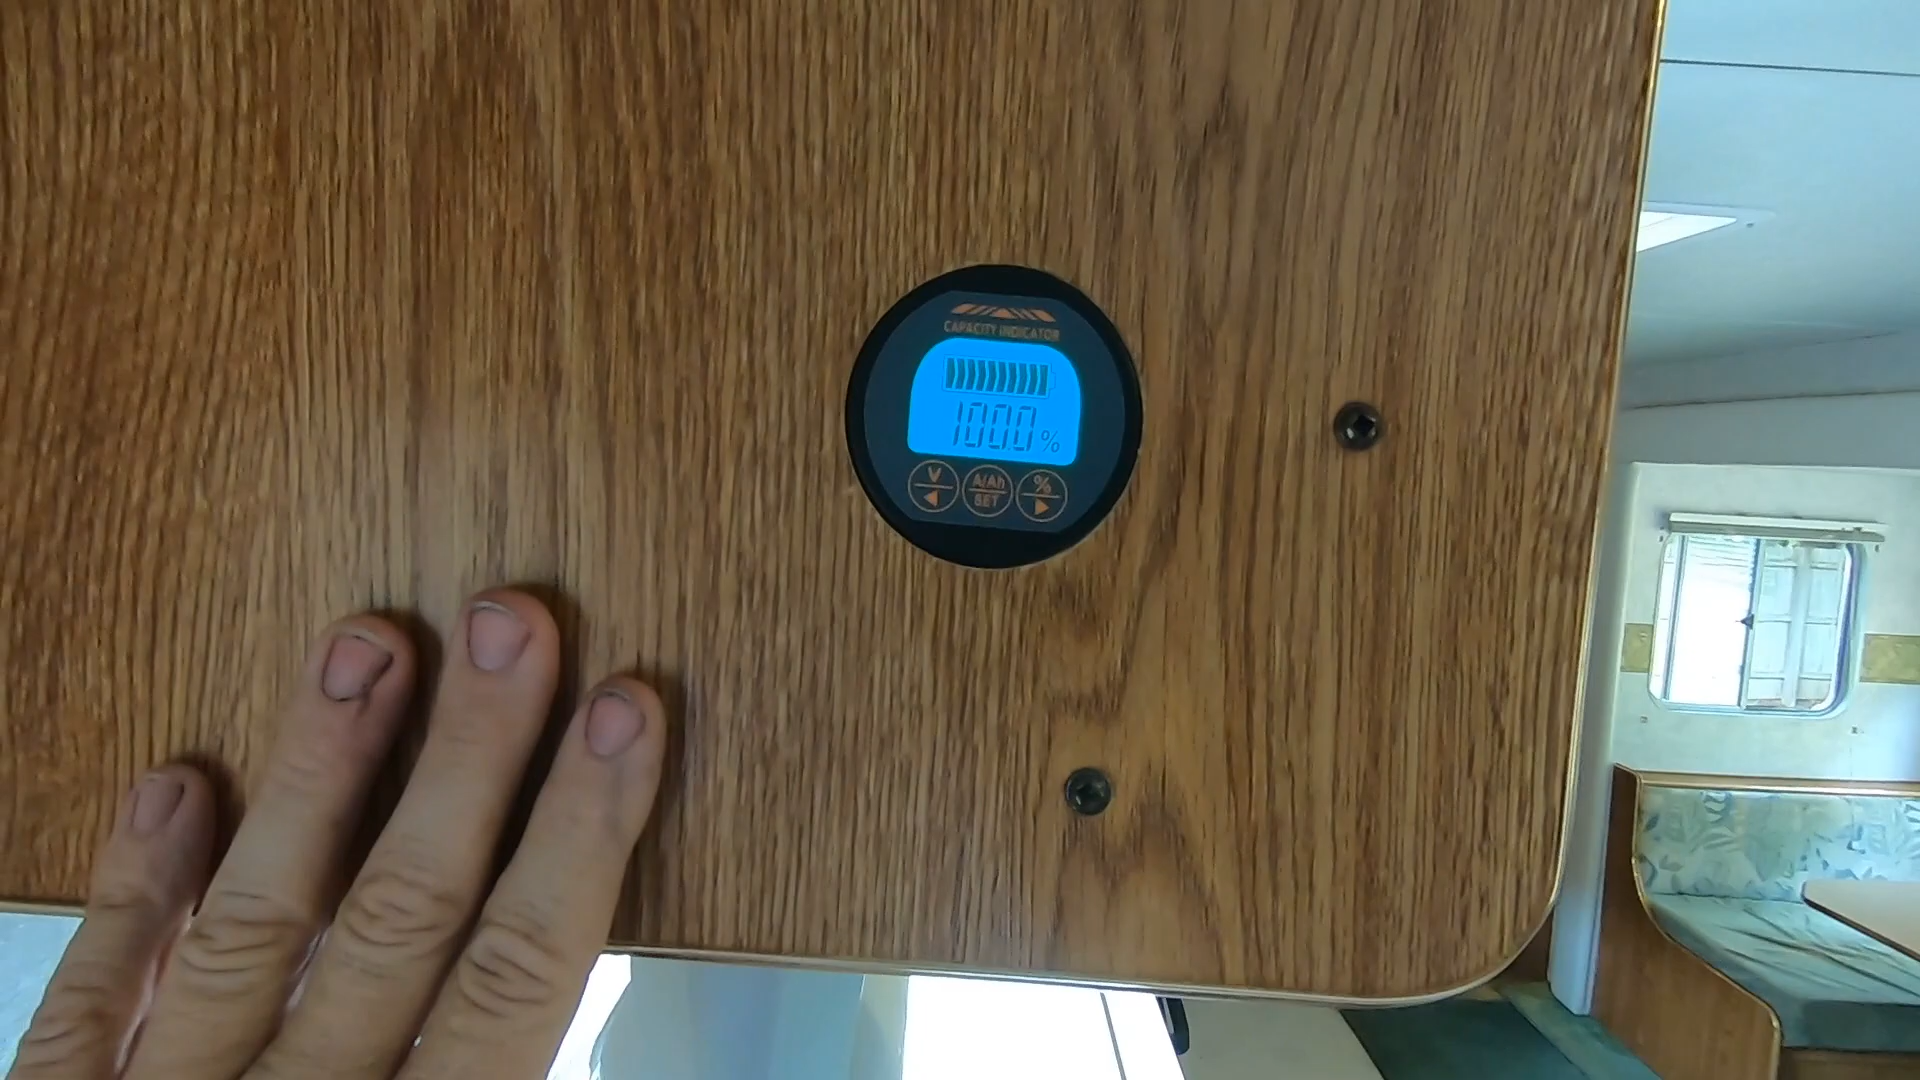 CAPACITY INDICATOR
100.0 %
V A/Ah %
SET